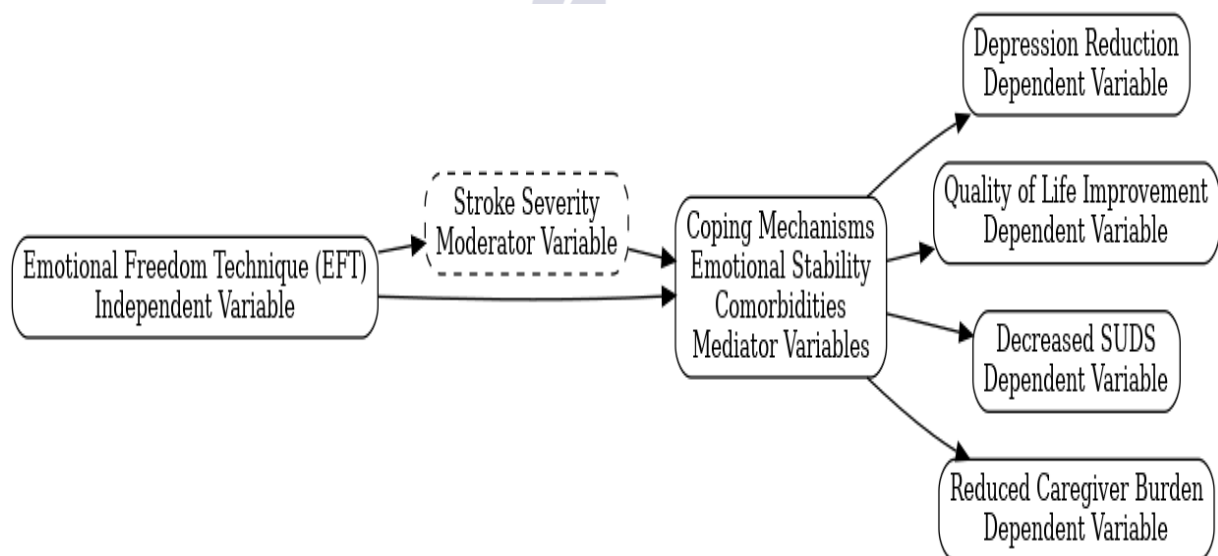 Emotional Freedom Technique (EFT)
Independent Variable
Stroke Severity
Moderator Variable
Coping Mechanisms
Emotional Stability
Comorbidities
Mediator Variables
Depression Reduction
Dependent Variable
Quality of Life Improvement
Dependent Variable
Decreased SUDS
Dependent Variable
Reduced Caregiver Burden
Dependent Variable